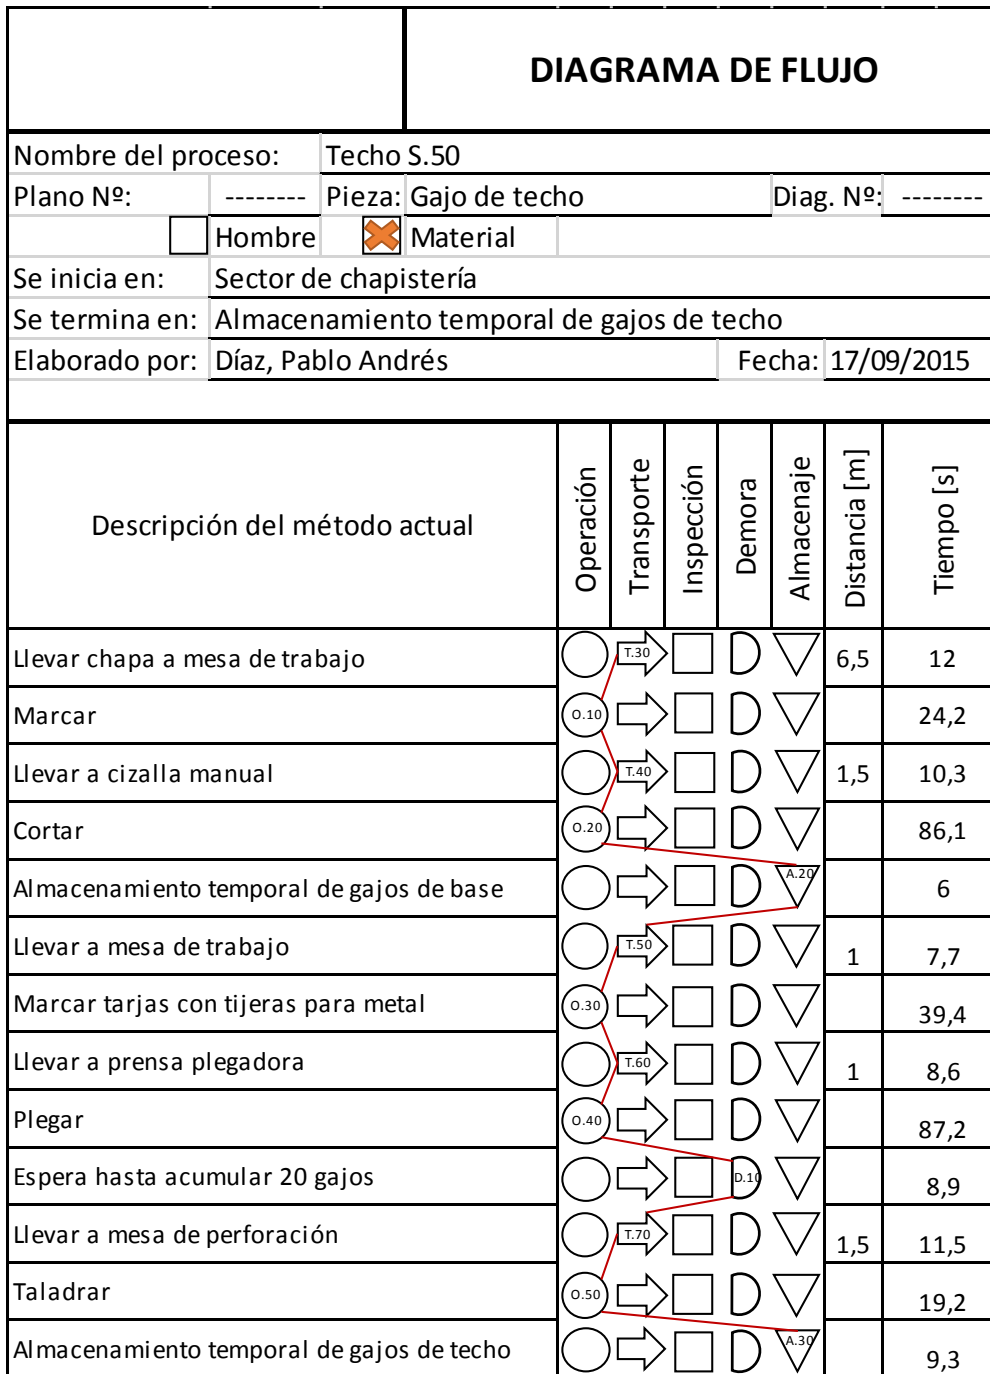 DIAGRAMA DE FLUJO
Nombre del proceso: Techo S.50
Plano Nº: -------- Pieza: Gajo de techo Diag. Nº: --------
Hombre Material
Se inicia en: Sector de chapistería
Se termina en: Almacenamiento temporal de gajos de techo
Elaborado por: Díaz, Pablo Andrés Fecha: 17/09/2015
Descripción del método actual Operación Transporte Inspección Demora Almacenaje Distancia [m] Tiempo [s]
Llevar chapa a mesa de trabajo T.30 6,5 12
Marcar O.10 24,2
Llevar a cizalla manual T.40 1,5 10,3
Cortar O.20 86,1
Almacenamiento temporal de gajos de base A.20 6
Llevar a mesa de trabajo T.50 1 7,7
Marcar tarjas con tijeras para metal O.30 39,4
Llevar a prensa plegadora T.60 1 8,6
Plegar O.40 87,2
Espera hasta acumular 20 gajos D.10 8,9
Llevar a mesa de perforación T.70 1,5 11,5
Taladrar O.50 19,2
Almacenamiento temporal de gajos de techo A.30 9,3